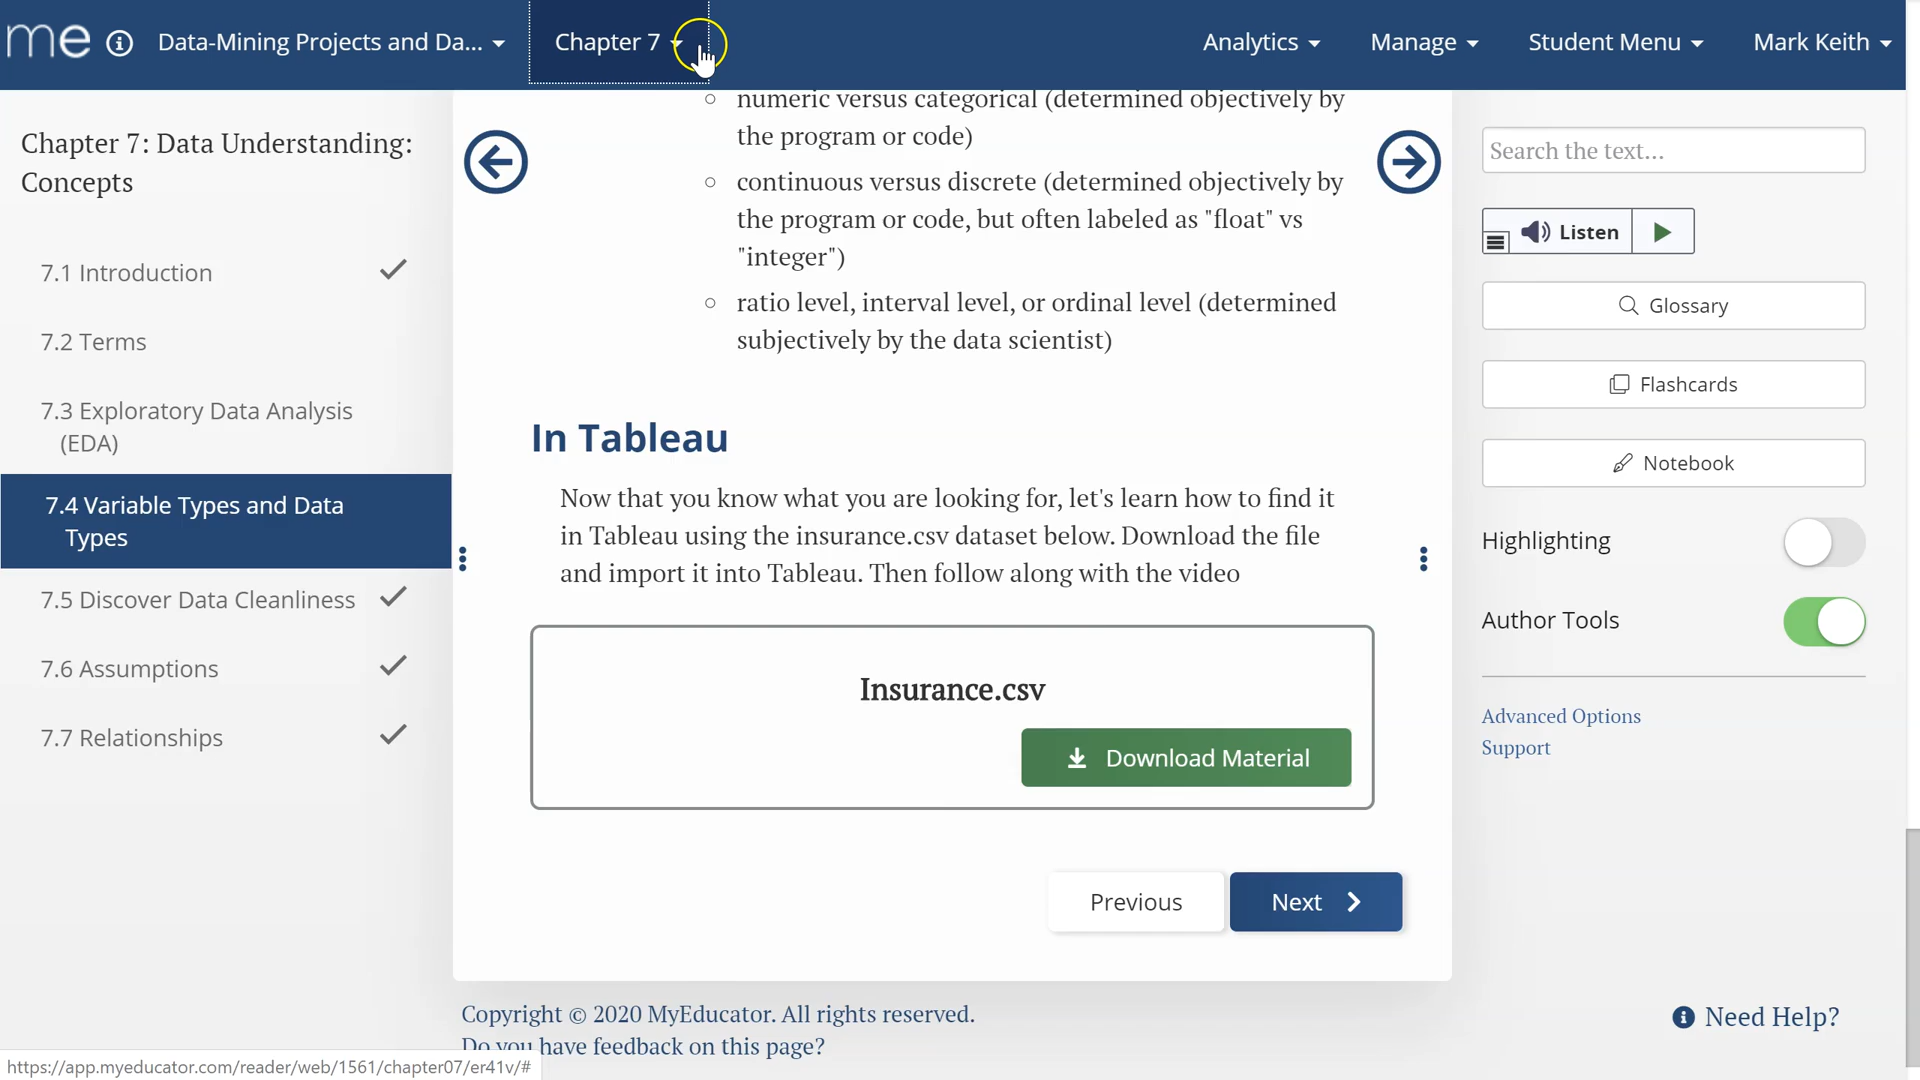 me
Data-Mining Projects and Da...
Chapter 7
Analytics
Manage
Student Menu
Mark Keith
Chapter 7: Data Understanding:
Concepts
7.1 Introduction
7.2 Terms
7.3 Exploratory Data Analysis
(EDA)
7.4 Variable Types and Data
Types
7.5 Discover Data Cleanliness
7.6 Assumptions
7.7 Relationships
numeric versus categorical (determined objectively by
the program or code)
continuous versus discrete (determined objectively by
the program or code, but often labeled as "float" vs
"integer")
ratio level, interval level, or ordinal level (determined
subjectively by the data scientist)
In Tableau
Now that you know what you are looking for, let's learn how to find it
in Tableau using the insurance.csv dataset below. Download the file
and import it into Tableau. Then follow along with the video
Insurance.csv
Download Material
Previous
Next
Copyright © 2020 MyEducator. All rights reserved.
Do you have feedback on this page?
Search the text...
Listen
Glossary
Flashcards
Notebook
Highlighting
Author Tools
Advanced Options
Support
Need Help?
https://app.myeducator.com/reader/web/1561/chapter07/er41v/#